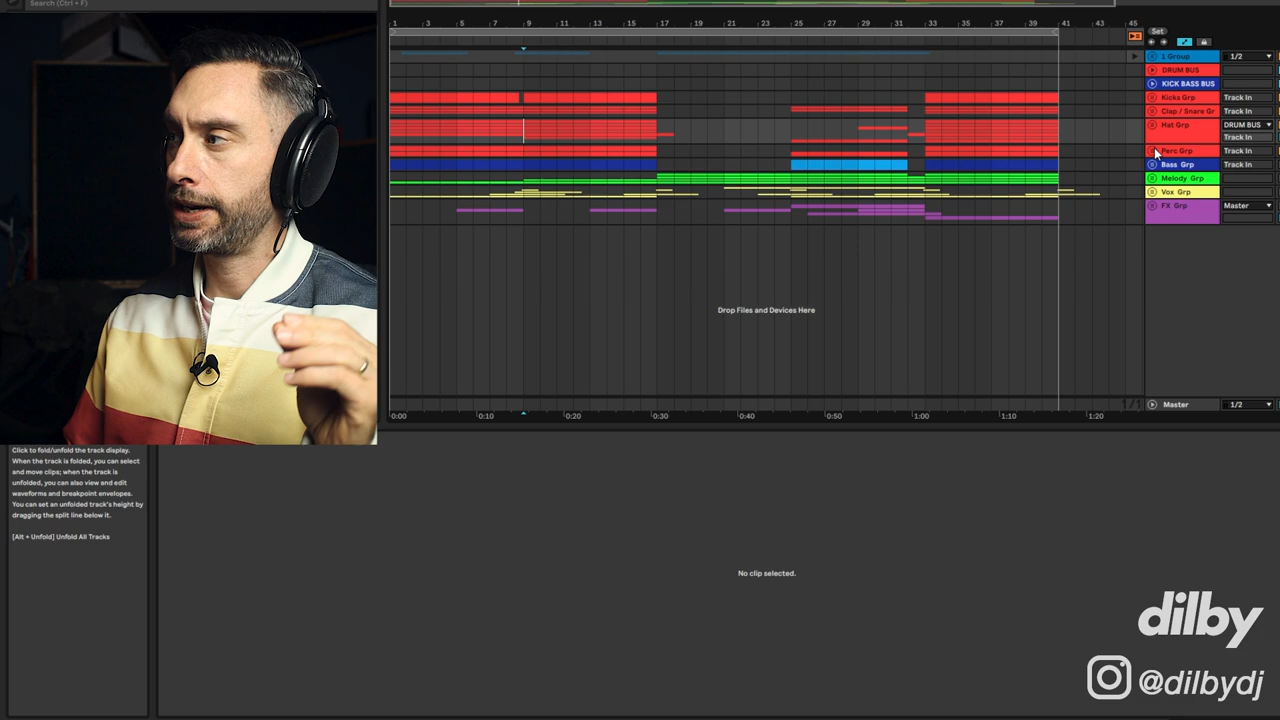 Search (Ctrl + F)
1 3 5 7 9 11 13 15 17 19 21 23 25 27 29 31 33 35 37 39 41 43 45
Set
1 Group 1/2
DRUM BUS
KICK BASS BUS
Kicks Grp Track In
Clap / Snare Gr Track In
Hat Grp DRUM BUS
Track In
Perc Grp Track In
Bass Grp Track In
Melody Grp
Vox Grp
FX Grp Master
Drop Files and Devices Here
1/1 Master 1/2
0:00 0:10 0:20 0:30 0:40 0:50 1:00 1:10 1:20
Click to fold/unfold the track display.
When the track is folded, you can select
and move clips; when the track is
unfolded, you can also view and edit
waveforms and breakpoint envelopes.
You can set an unfolded track's height by
dragging the split line below it.
[Alt + Unfold] Unfold All Tracks
No clip selected.
dilby
@dilbydj